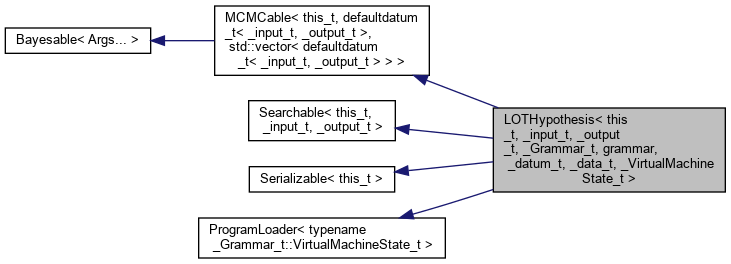 MCMCable< this_t, defaultdatum
_t< _input_t, _output_t >,
std::vector< defaultdatum
_t< _input_t, _output_t > > >
Bayesable< Args... >
Searchable< this_t,
_input_t, _output_t >
LOTHypothesis< this
_t, _input_t, _output
_t, _Grammar_t, grammar,
_datum_t, _data_t, _VirtualMachine
State_t >
Serializable< this_t >
ProgramLoader< typename
_Grammar_t::VirtualMachineState_t >